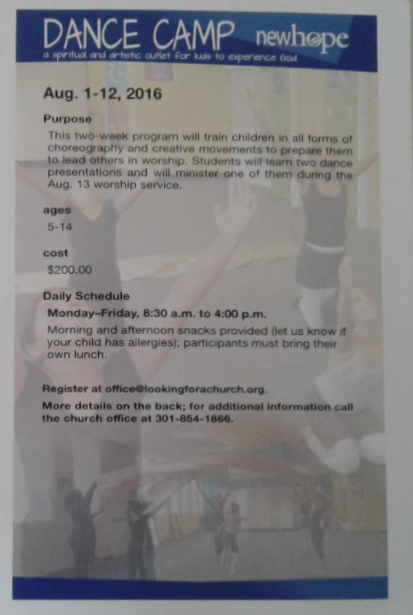 DANCE CAMP newhope
a spiritual and artistic outlet for kids to experience God
Aug. 1-12, 2016
Purpose
This two-week program will train children in all forms of
choreography and creative movements to prepare them
to lead others in worship. Students will learn two dance
presentations and will minister one of them during the
Aug. 13 worship service.
ages
5-14
cost
$200.00
Daily Schedule
Monday–Friday, 8:30 a.m. to 4:00 p.m.
Morning and afternoon snacks provided (let us know if
your child has allergies); participants must bring their
own lunch.
Register at office@lookingforachurch.org.
More details on the back; for additional information call
the church office at 301-854-1866.